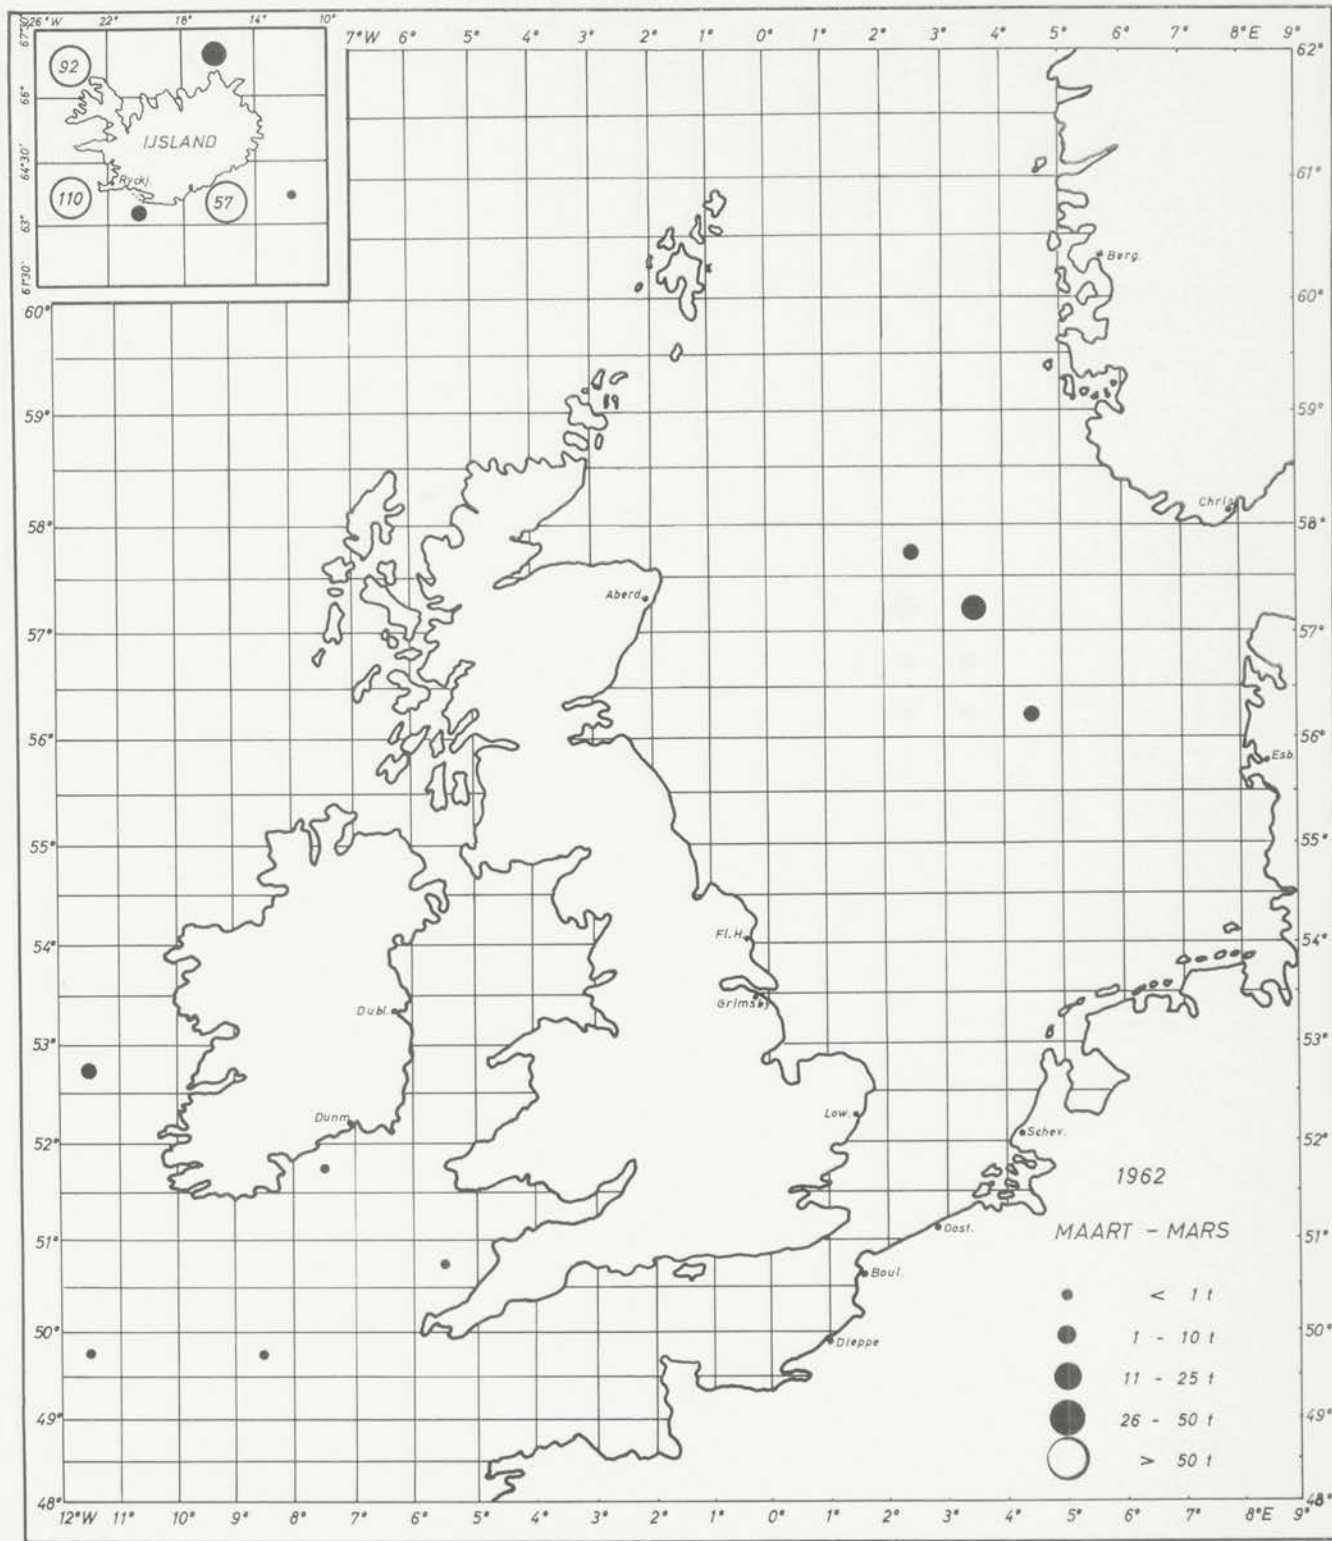 26°W 22° 18° 14° 10°
67°30'
66°
64°30'
63°
61°30'
92
IJSLAND
Ryckj.
110
57
7°W 6° 5° 4° 3° 2° 1° 0° 1° 2° 3° 4° 5° 6° 7° 8°E 9°
62°
61°
Berg.
60° 60°
59° 59°
Chris.
58° 58°
Aberd.
57° 57°
56° 56°
Esb.
55° 55°
Fl.H.
54° 54°
Grimsby
Dubl.
53° 53°
Dunm. Low.
52° Schev. 52°
1962
Oost.
51° MAART - MARS 51°
Boul.
< 1 t
50° Dieppe 1 - 10 t 50°
11 - 25 t
49° 26 - 50 t 49°
> 50 t
48° 48°
12°W 11° 10° 9° 8° 7° 6° 5° 4° 3° 2° 1° 0° 1° 2° 3° 4° 5° 6° 7° 8°E 9°